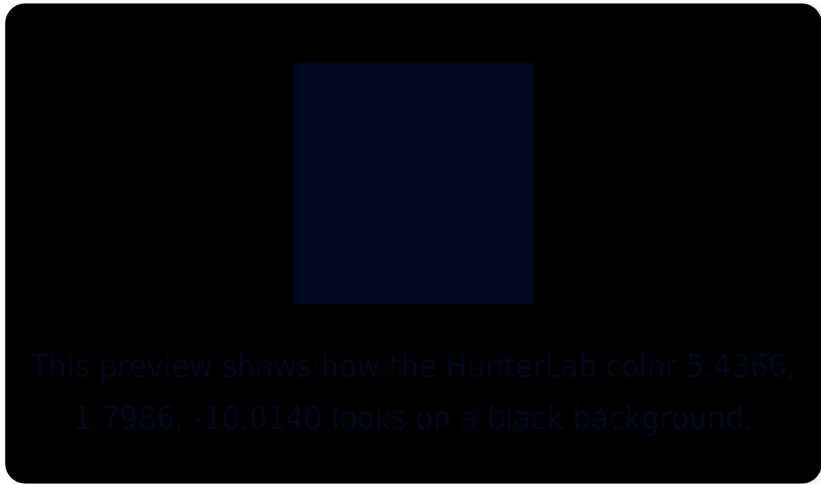 This preview shows how the HunterLab color 5.4366,
1.7986, -10.0140 looks on a black background.